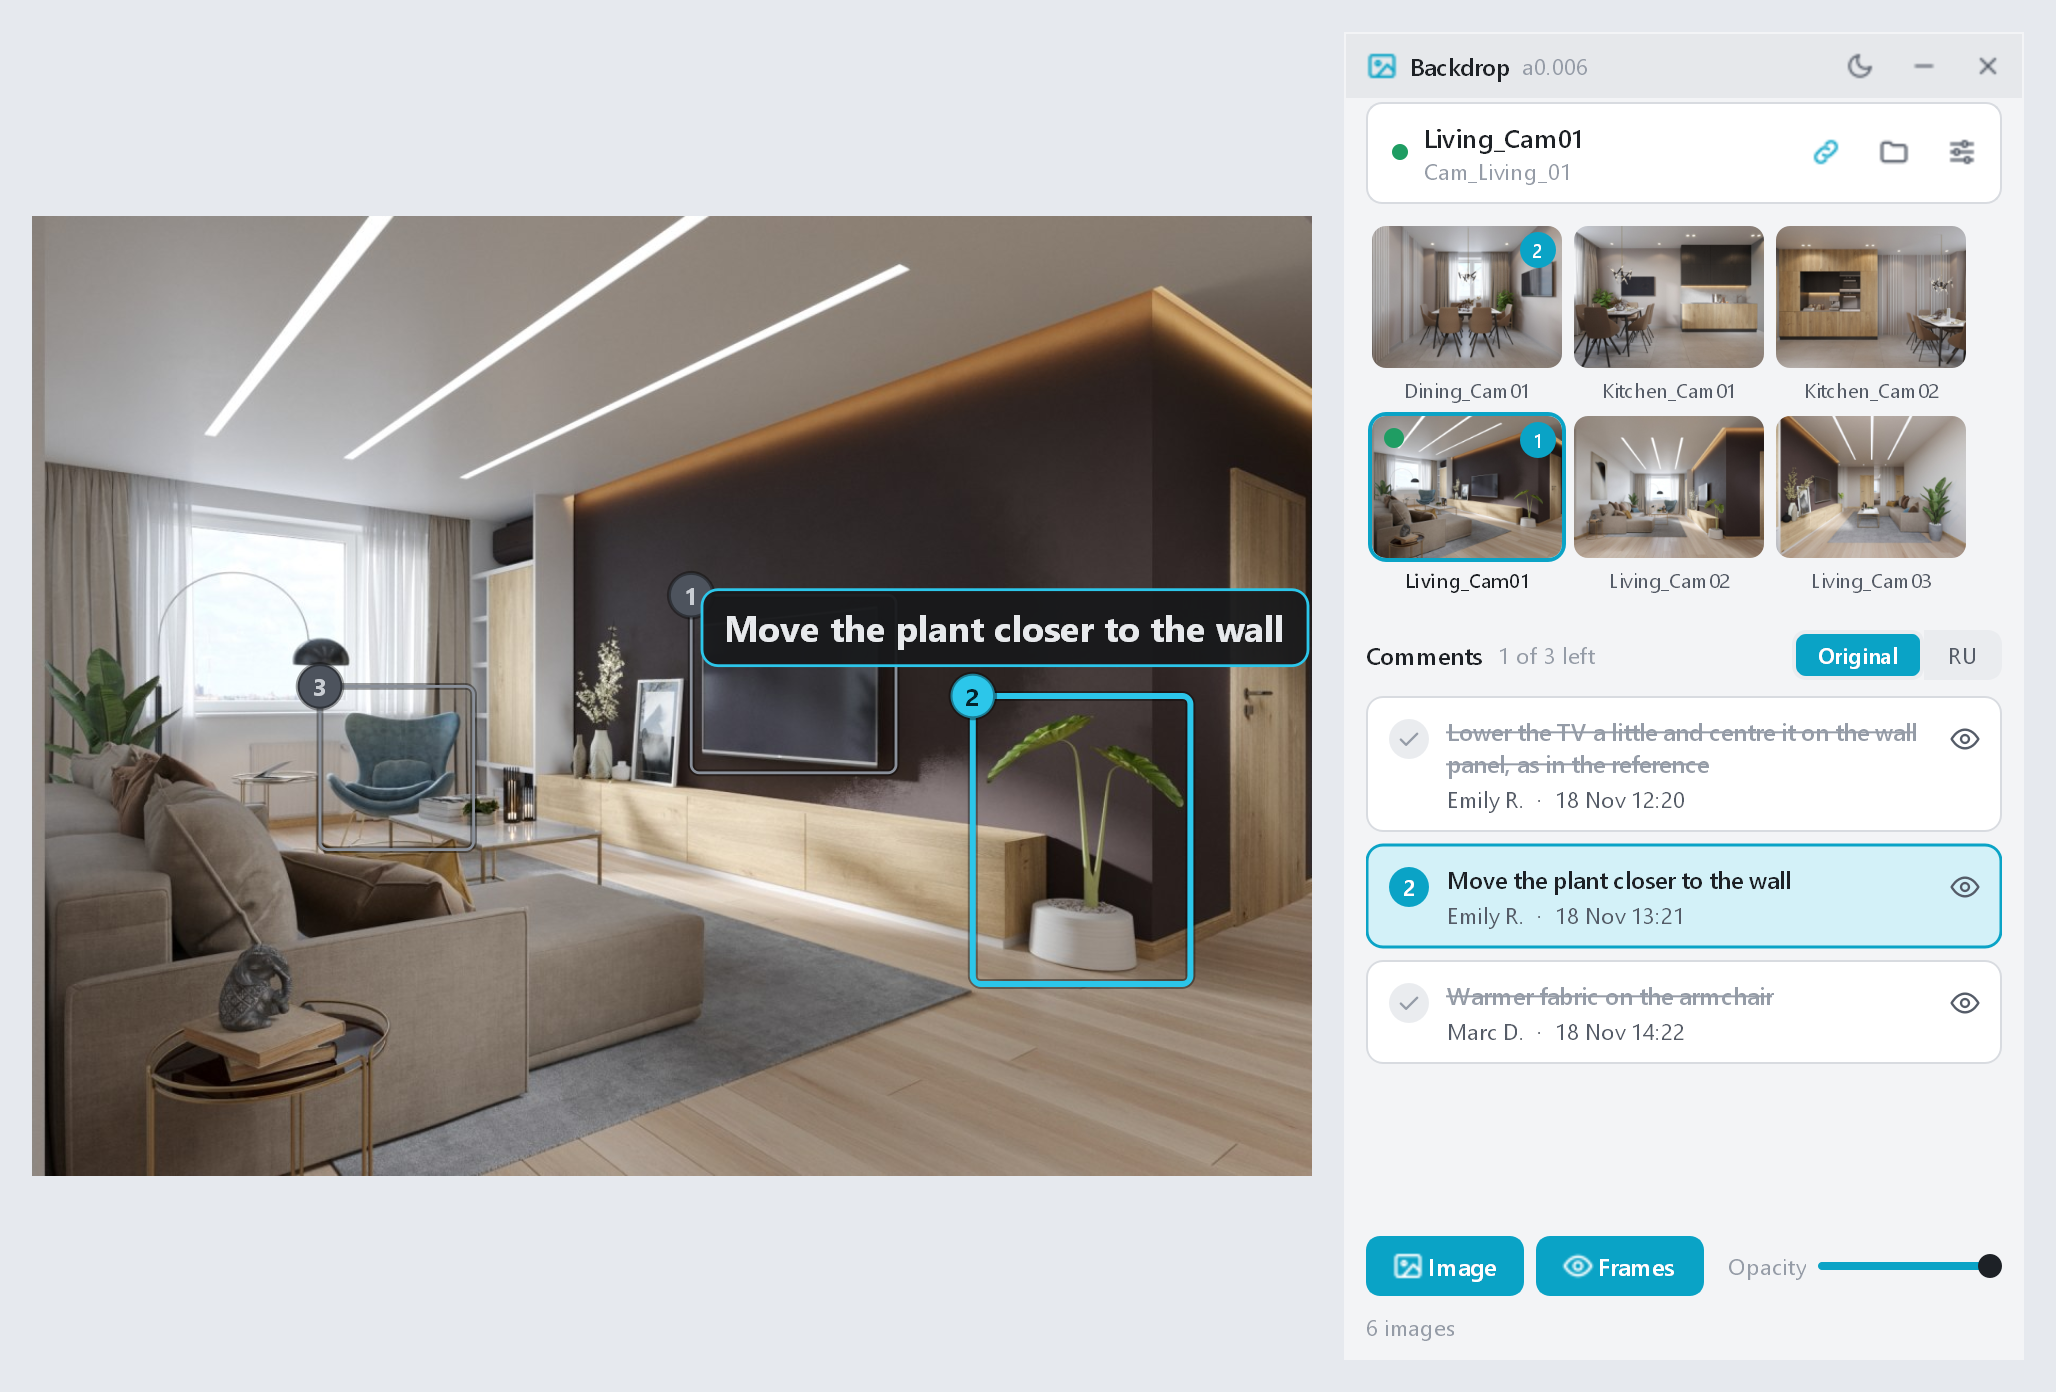 Backdrop a0.006
Living_Cam01
Cam_Living_01
2
Dining_Cam01
Kitchen_Cam01
Kitchen_Cam02
1
Living_Cam01
Living_Cam02
Living_Cam03
Comments 1 of 3 left
Original
RU
Lower the TV a little and centre it on the wall
panel, as in the reference
Emily R. · 18 Nov 12:20
2
Move the plant closer to the wall
Emily R. · 18 Nov 13:21
Warmer fabric on the armchair
Marc D. · 18 Nov 14:22
Image
Frames
Opacity
6 images
1
Move the plant closer to the wall
2
3